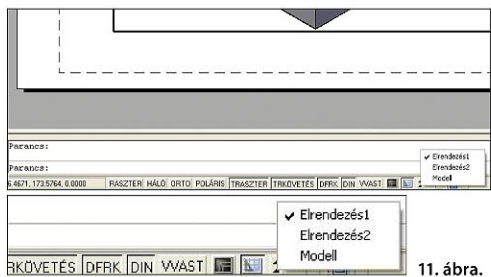 Parancs:
Parancs:
6.4671, 173.5764, 0.0000 RASZTER HÁLÓ ORTO POLÁRIS TRASZTER TRKÖVETÉS DFRK DIN VVAST
✓ Elrendezés1
Elrendezés2
Modell
RKÖVETÉS DFRK DIN VVAST
✓ Elrendezés1
Elrendezés2
Modell
11. ábra.